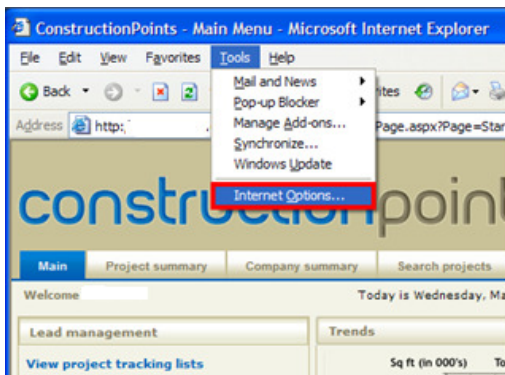 ConstructionPoints - Main Menu - Microsoft Internet Explorer
File Edit View Favorites Tools Help
Back
Mail and News
Pop-up Blocker
Manage Add-ons...
Synchronize...
Windows Update
Internet Options...
ites
Address http:
Page.aspx?Page=Star
constructionpoin
Main Project summary Company summary Search projects
Welcome Today is Wednesday, Ma
Lead management Trends
View project tracking lists Sq ft (in 000's) To